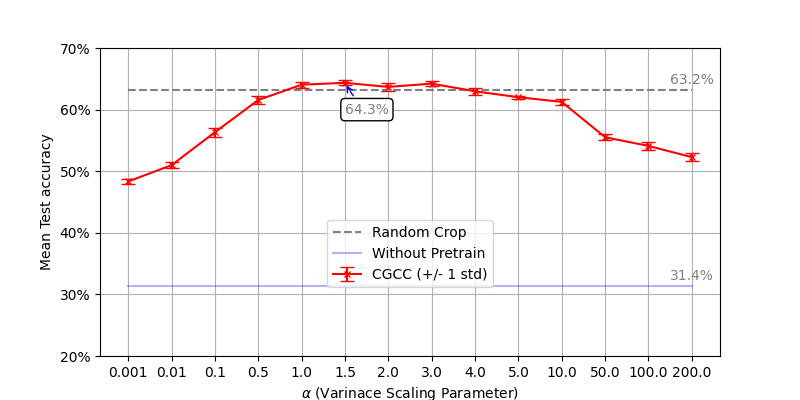 70%
60%
50%
40%
30%
20%
Mean Test accuracy
63.2%
64.3%
31.4%
Random Crop
Without Pretrain
CGCC (+/- 1 std)
0.001 0.01 0.1 0.5 1.0 1.5 2.0 3.0 4.0 5.0 10.0 50.0 100.0 200.0
α (Varinace Scaling Parameter)